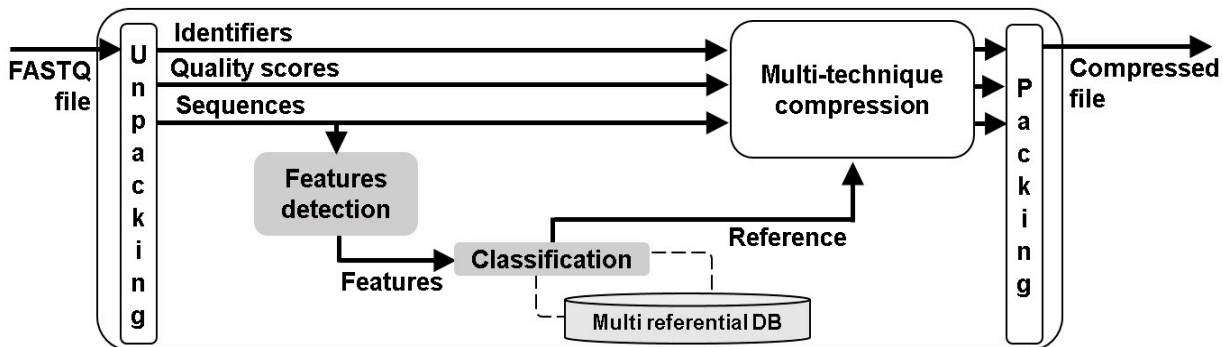 Unpacking
Identifiers
FASTQ
file
Quality scores
Sequences
Multi-technique
compression
Packing
Compressed
file
Features
detection
Features
Classification
Reference
Multi referential DB